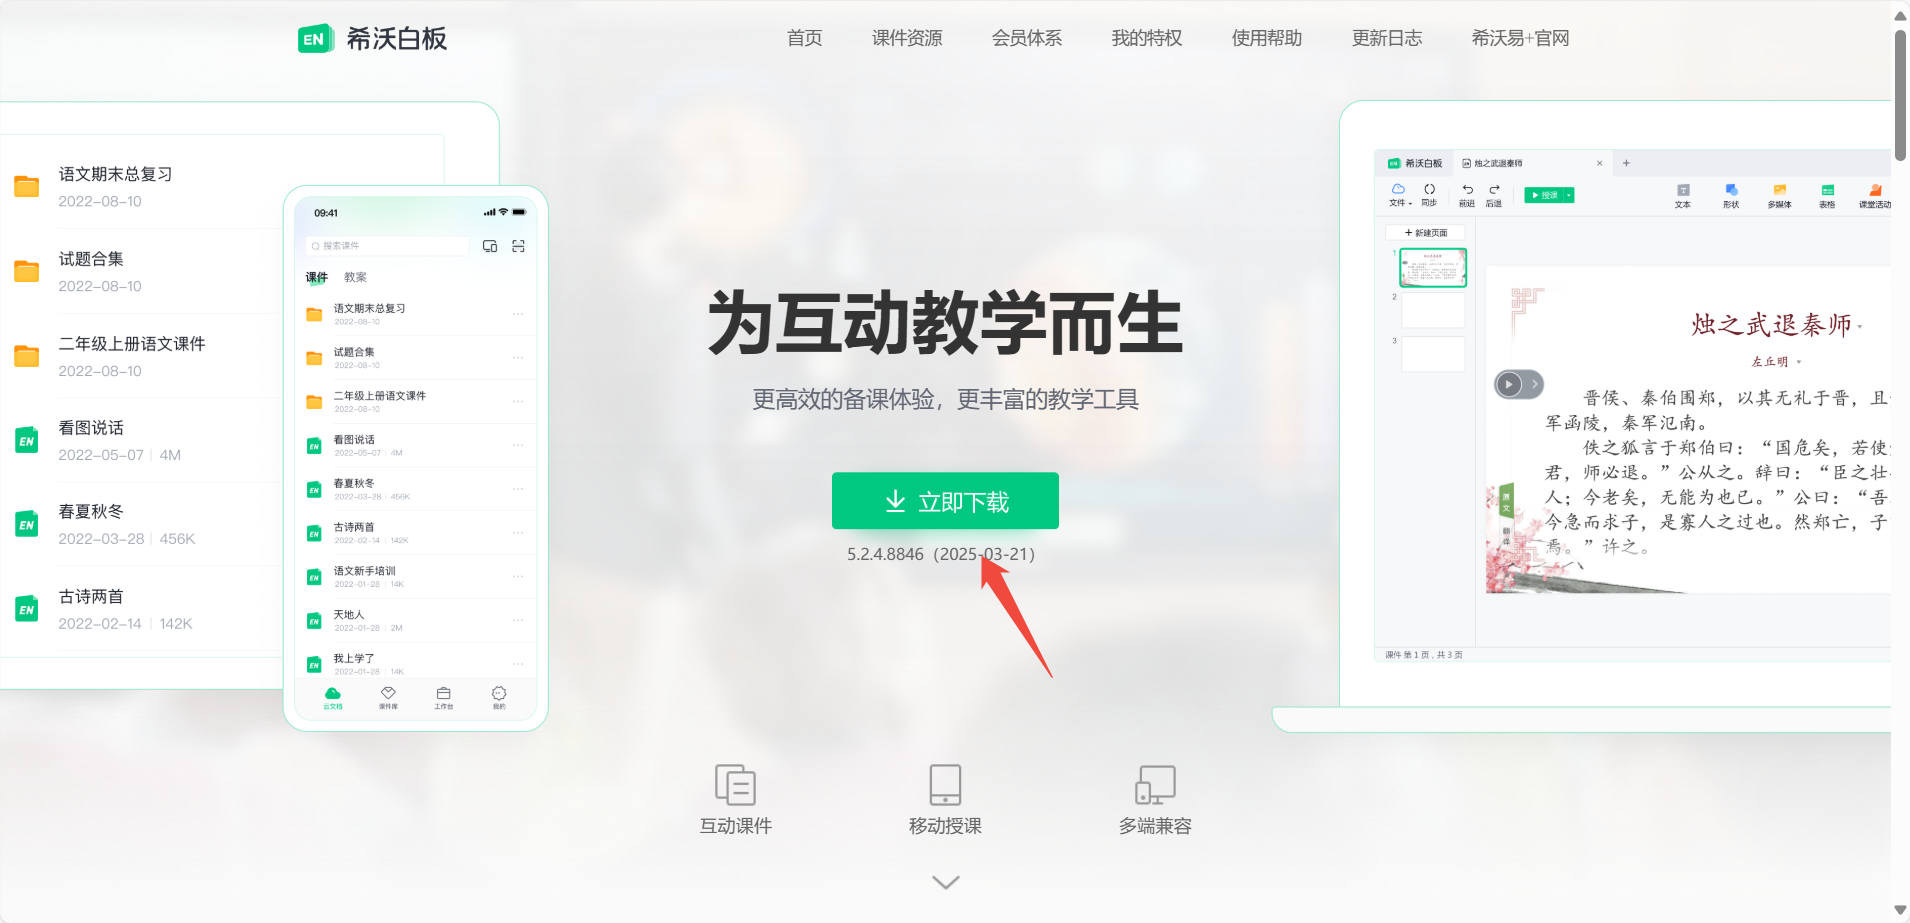 EN 希沃白板
首页
课件资源
会员体系
我的特权
使用帮助
更新日志
希沃易+官网
语文期末总复习
2022-08-10
试题合集
2022-08-10
二年级上册语文课件
2022-08-10
看图说话
2022-05-07 | 4M
春夏秋冬
2022-03-28 | 456K
古诗两首
2022-02-14 | 142K
09:41
搜索课件
课件 教案
语文期末总复习
2022-08-10
试题合集
2022-08-10
二年级上册语文课件
2022-08-10
看图说话
2022-05-07 | 4M
春夏秋冬
2022-03-28 | 456K
古诗两首
2022-02-14 | 142K
语文新手培训
2022-01-28 | 14K
天地人
2022-01-28 | 2M
我上学了
2022-01-28 | 14K
云文档 课件库 工作台 我的
为互动教学而生
更高效的备课体验，更丰富的教学工具
立即下载
5.2.4.8846（2025-03-21）
互动课件
移动授课
多端兼容
希沃白板 烛之武退秦师
文件 同步 前进 后退 授课 文本 形状 多媒体 表格 课堂活动
+ 新建页面
1
2
3
烛之武退秦师
左丘明
晋侯、秦伯围郑，以其无礼于晋，且
军函陵，秦军氾南。
佚之狐言于郑伯曰：“国危矣，若使
君，师必退。”公从之。辞曰：“臣之壮
人；今老矣，无能为也已。”公曰：“吾
今急而求子，是寡人之过也。然郑亡，子
焉。”许之。
原文
翻译
课件 第 1 页，共 3 页